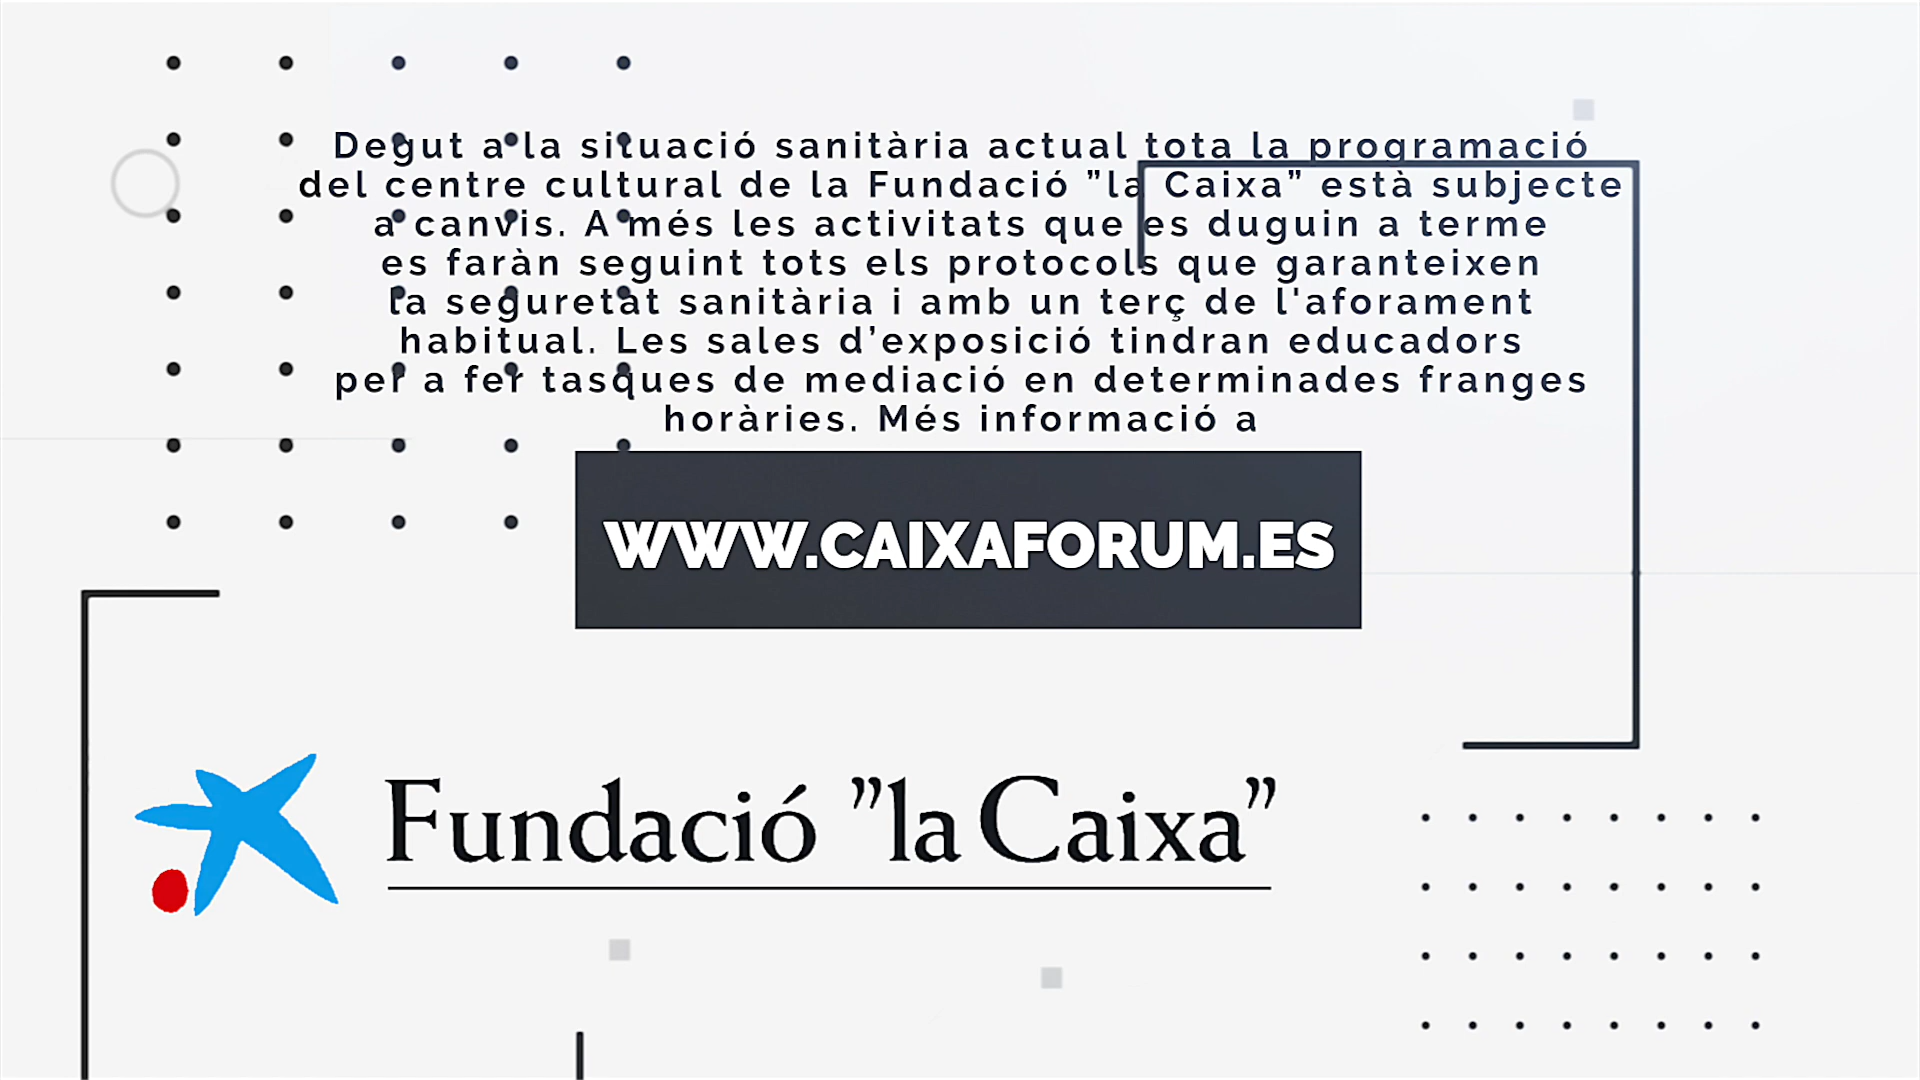 Degut a la situació sanitària actual tota la programació
del centre cultural de la Fundació ”la Caixa” està subjecte
a canvis. A més les activitats que es duguin a terme
es faràn seguint tots els protocols que garanteixen
la seguretat sanitària i amb un terç de l'aforament
habitual. Les sales d’exposició tindran educadors
per a fer tasques de mediació en determinades franges
horàries. Més informació a
WWW.CAIXAFORUM.ES
Fundació ”la Caixa”